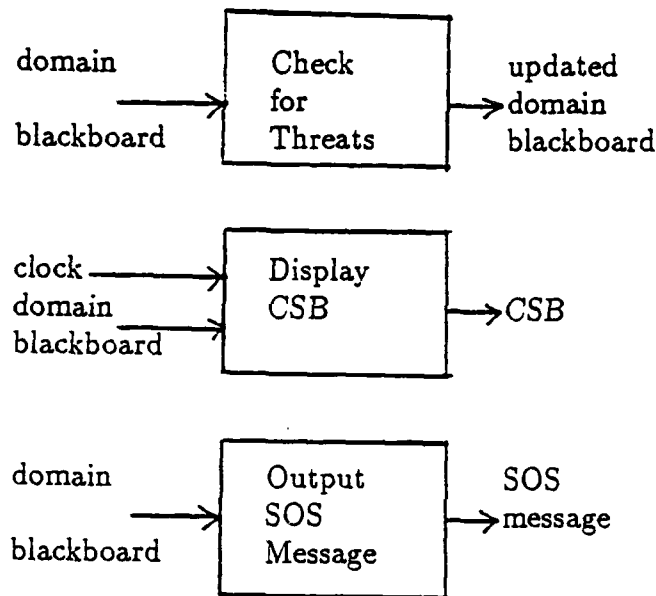 domain
blackboard
Check
for
Threats
updated
domain
blackboard
clock
domain
blackboard
Display
CSB
CSB
domain
blackboard
Output
SOS
Message
SOS
message